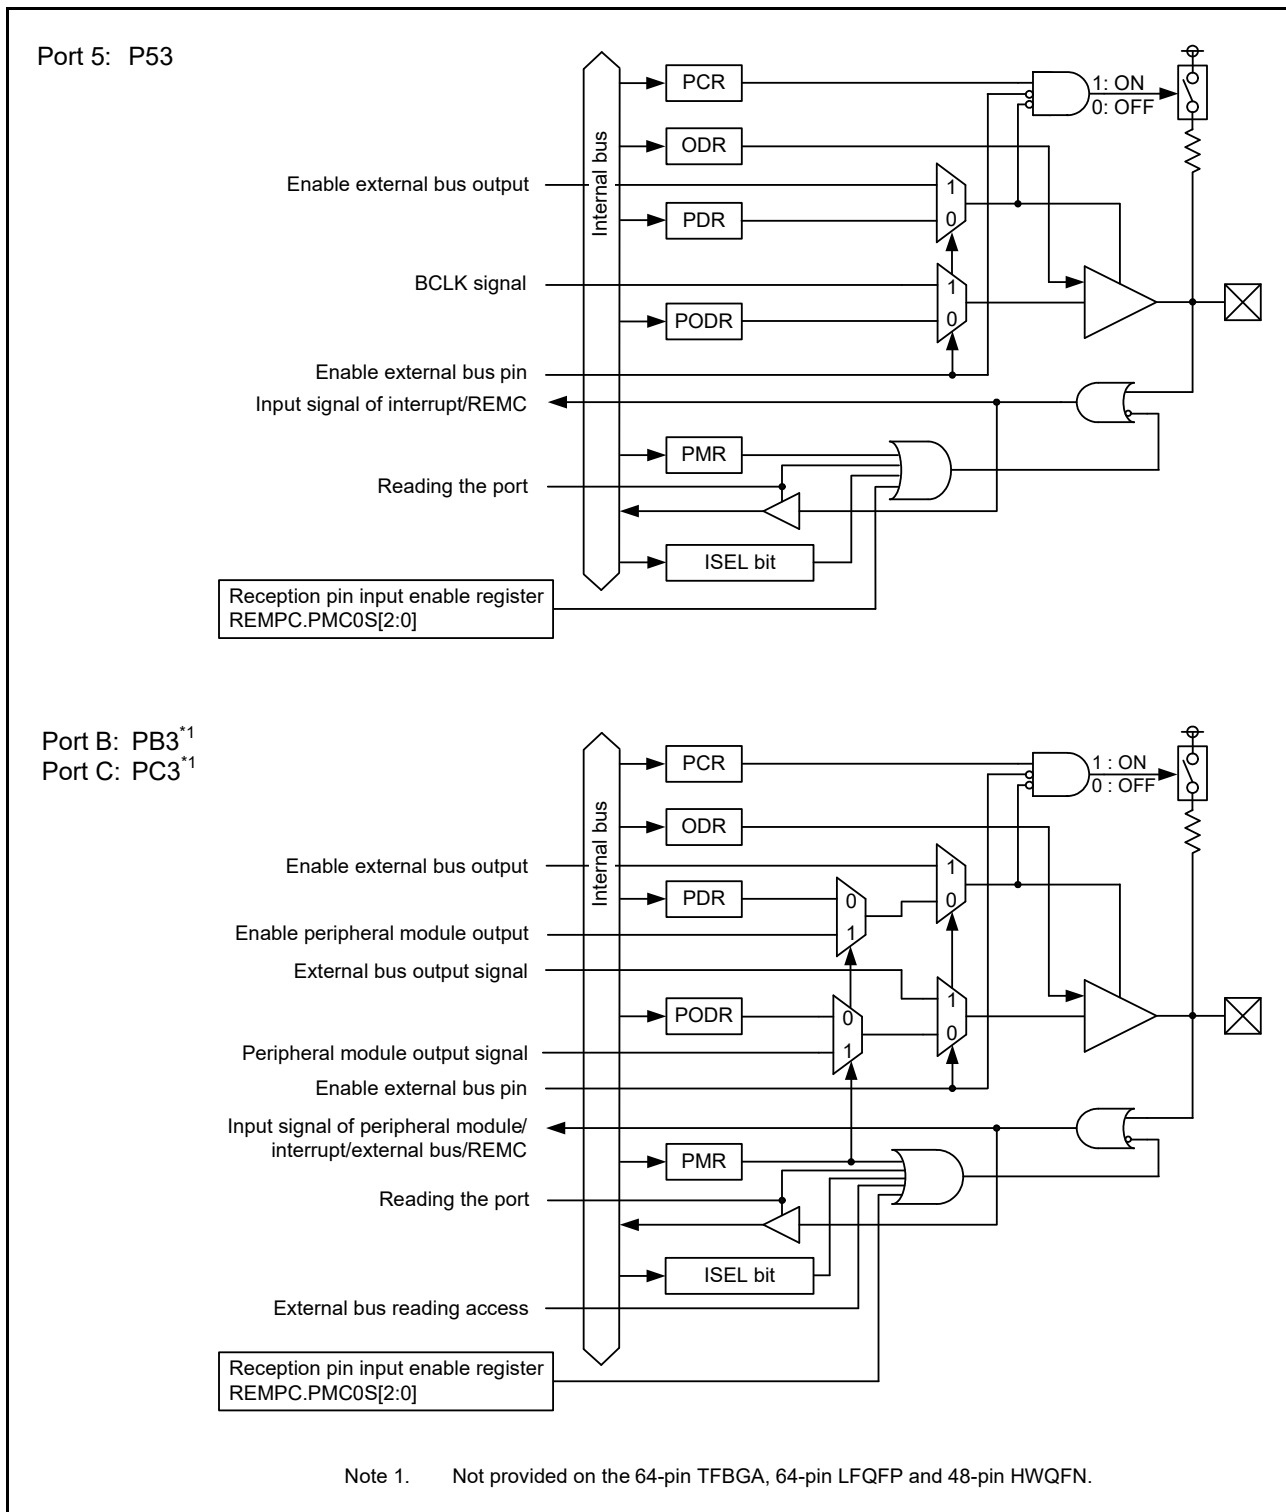 Port 5: P53
PCR
1: ON
0: OFF
ODR
Internal bus
Enable external bus output
1
PDR
0
BCLK signal
1
PODR
0
Enable external bus pin
Input signal of interrupt/REMC
PMR
Reading the port
ISEL bit
Reception pin input enable register
REMPC.PMC0S[2:0]
Port B: PB3*1
Port C: PC3*1
PCR
1 : ON
0 : OFF
ODR
Internal bus
Enable external bus output
1
PDR
0
0
Enable peripheral module output
1
External bus output signal
1
PODR
0
0
Peripheral module output signal
1
Enable external bus pin
Input signal of peripheral module/
interrupt/external bus/REMC
PMR
Reading the port
ISEL bit
External bus reading access
Reception pin input enable register
REMPC.PMC0S[2:0]
Note 1. Not provided on the 64-pin TFBGA, 64-pin LFQFP and 48-pin HWQFN.